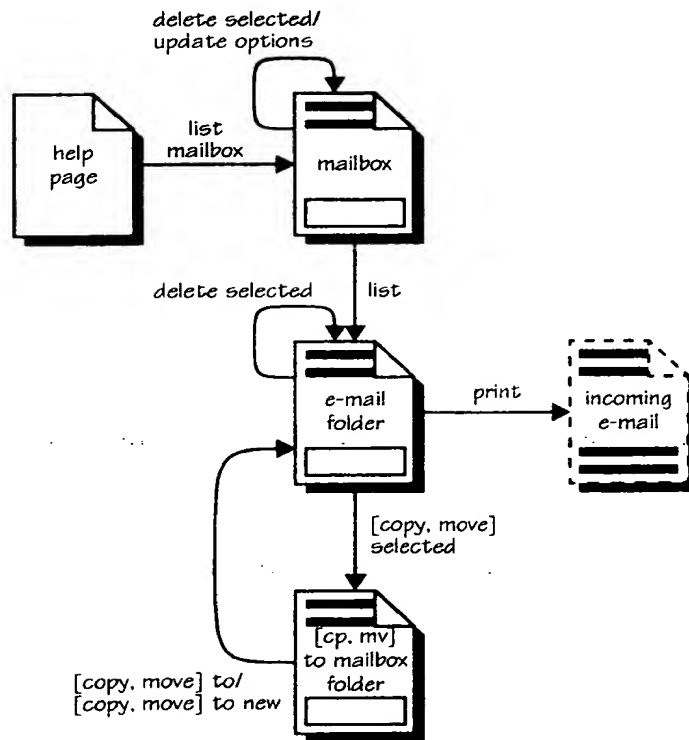 delete selected/
update options
help
page
list
mailbox
mailbox
delete selected
list
e-mail
folder
print
incoming
e-mail
[copy, move]
selected
[cp, mv]
to mailbox
folder
[copy, move] to/
[copy, move] to new